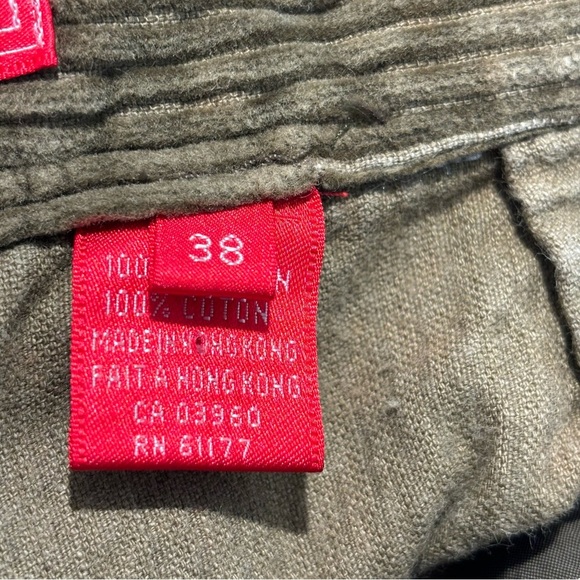 38
100
N
100% COTON
MADE IN HONG KONG
FAIT A HONG KONG
CA 03960
RN 61177